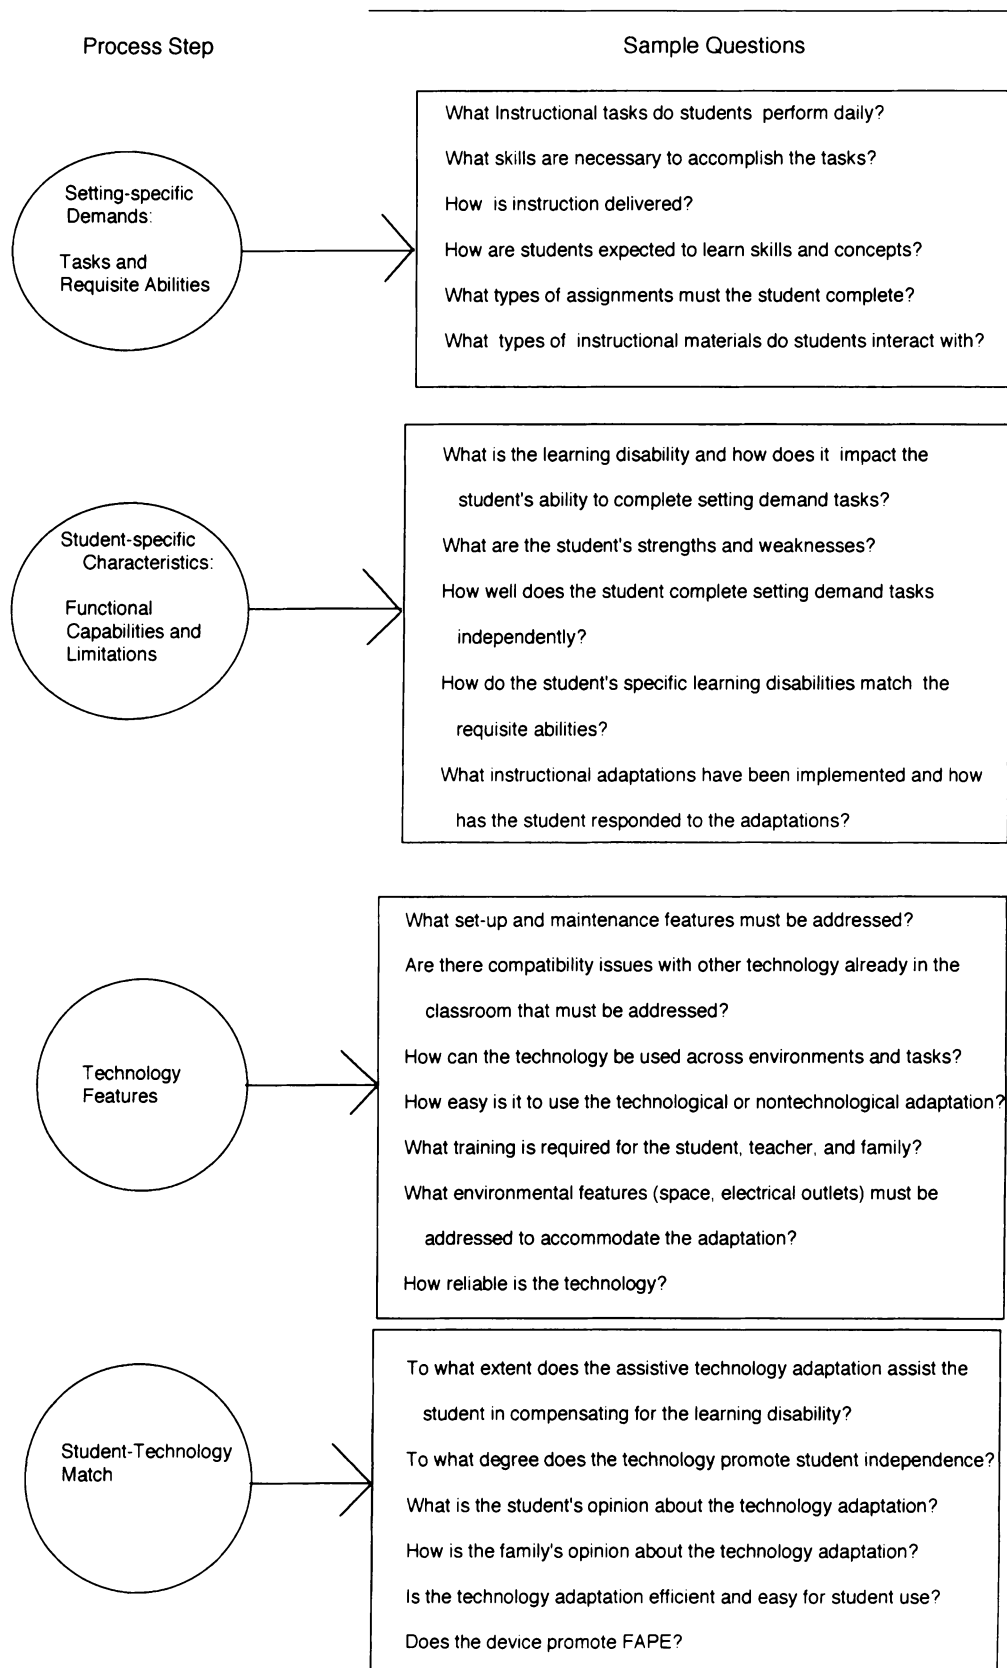 Process Step
Sample Questions
Setting-specific
Demands:
Tasks and
Requisite Abilities
What Instructional tasks do students perform daily?
What skills are necessary to accomplish the tasks?
How is instruction delivered?
How are students expected to learn skills and concepts?
What types of assignments must the student complete?
What types of instructional materials do students interact with?
Student-specific
Characteristics:
Functional
Capabilities and
Limitations
What is the learning disability and how does it impact the
student's ability to complete setting demand tasks?
What are the student's strengths and weaknesses?
How well does the student complete setting demand tasks
independently?
How do the student's specific learning disabilities match the
requisite abilities?
What instructional adaptations have been implemented and how
has the student responded to the adaptations?
Technology
Features
What set-up and maintenance features must be addressed?
Are there compatibility issues with other technology already in the
classroom that must be addressed?
How can the technology be used across environments and tasks?
How easy is it to use the technological or nontechnological adaptation?
What training is required for the student, teacher, and family?
What environmental features (space, electrical outlets) must be
addressed to accommodate the adaptation?
How reliable is the technology?
Student-Technology
Match
To what extent does the assistive technology adaptation assist the
student in compensating for the learning disability?
To what degree does the technology promote student independence?
What is the student's opinion about the technology adaptation?
How is the family's opinion about the technology adaptation?
Is the technology adaptation efficient and easy for student use?
Does the device promote FAPE?